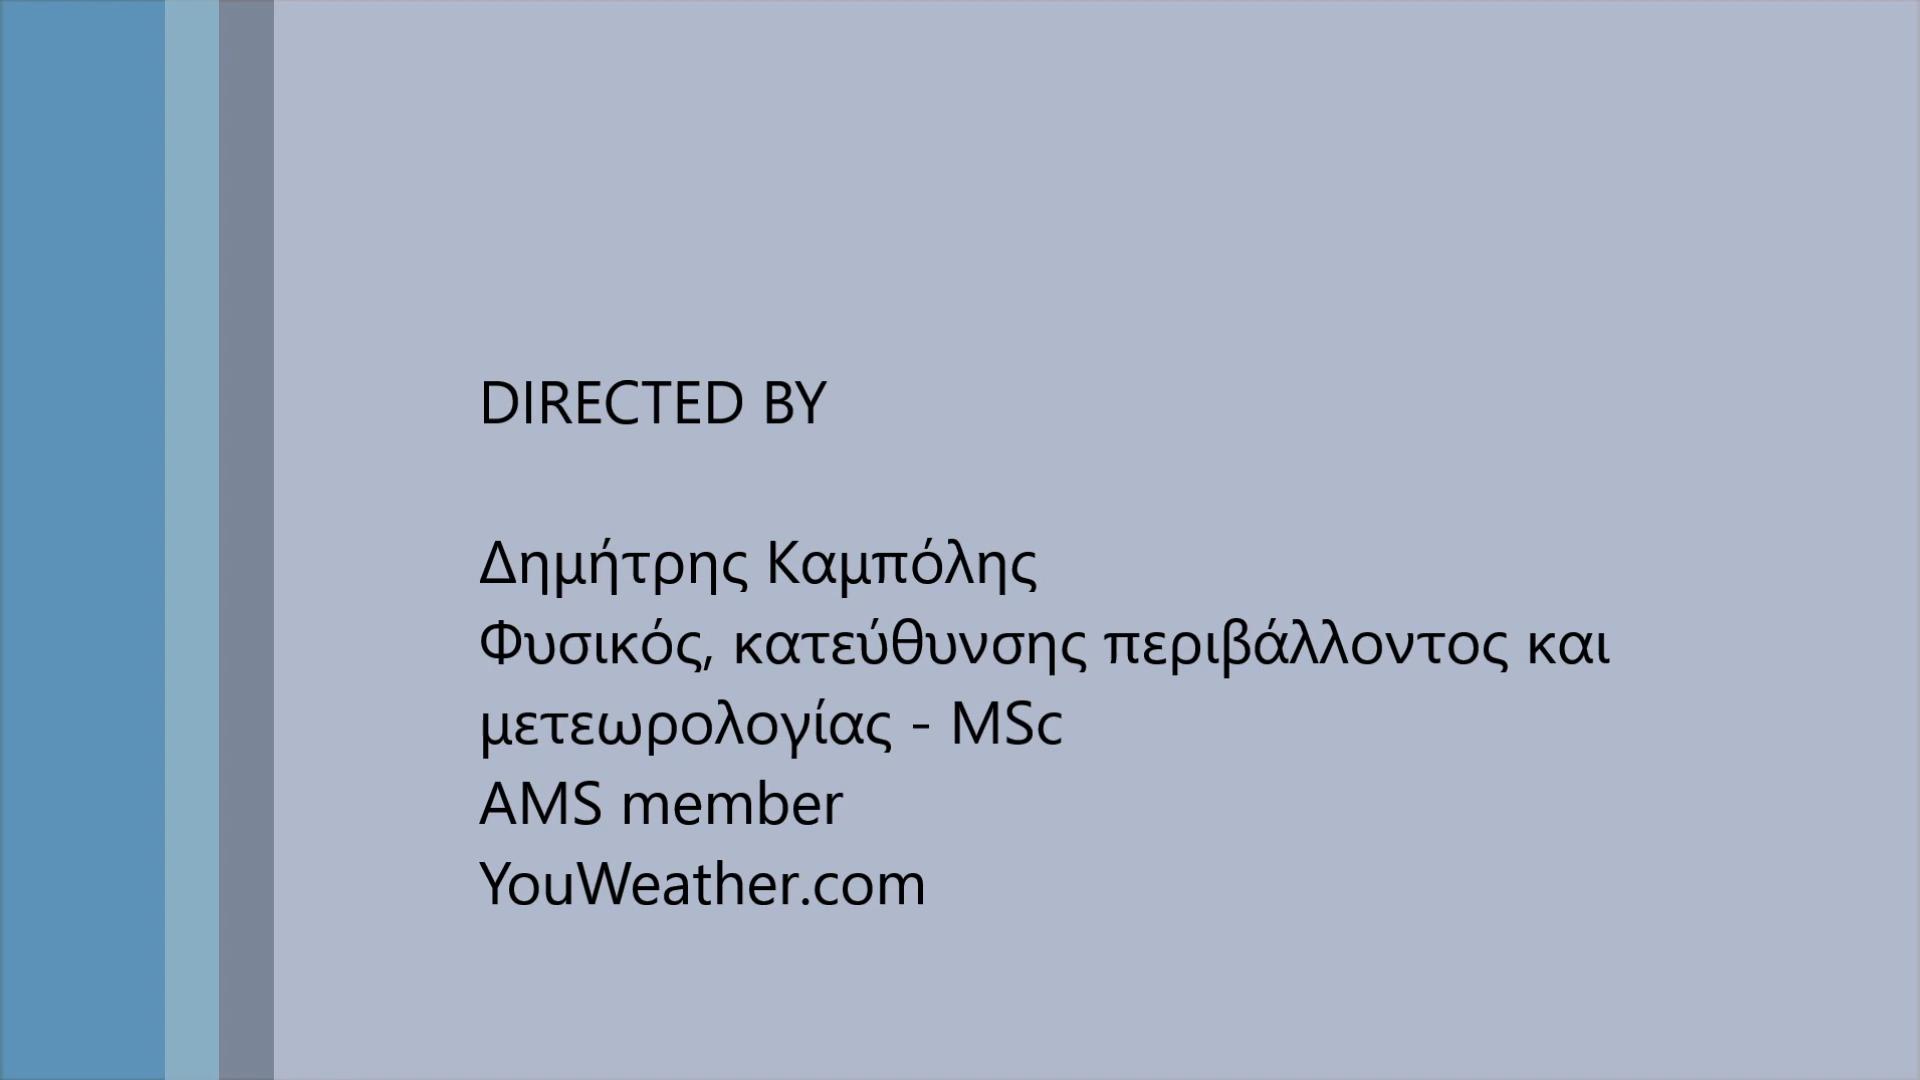 DIRECTED BY
Δημήτρης Καμπόλης
Φυσικός, κατεύθυνσης περιβάλλοντος και
μετεωρολογίας - MSc
AMS member
YouWeather.com